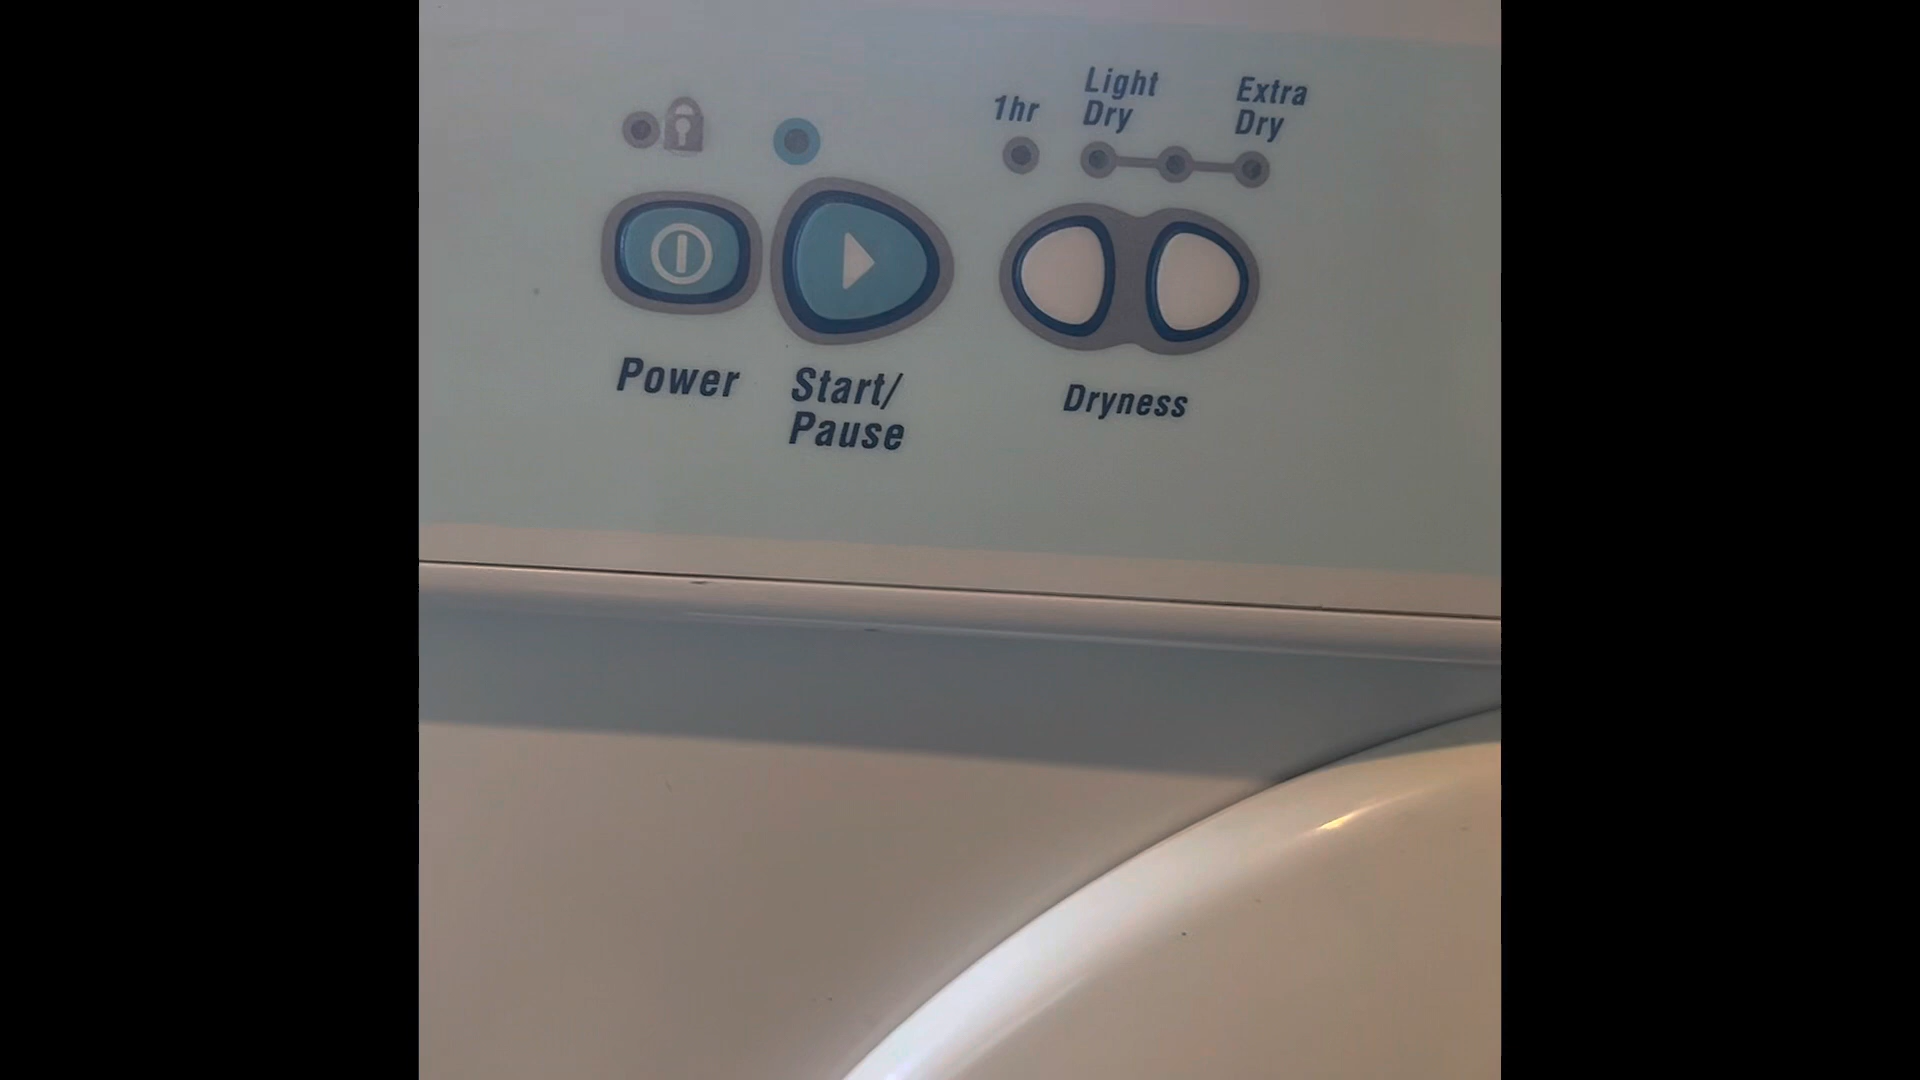 1hr
Light
Dry
Extra
Dry
Power
Start/
Pause
Dryness